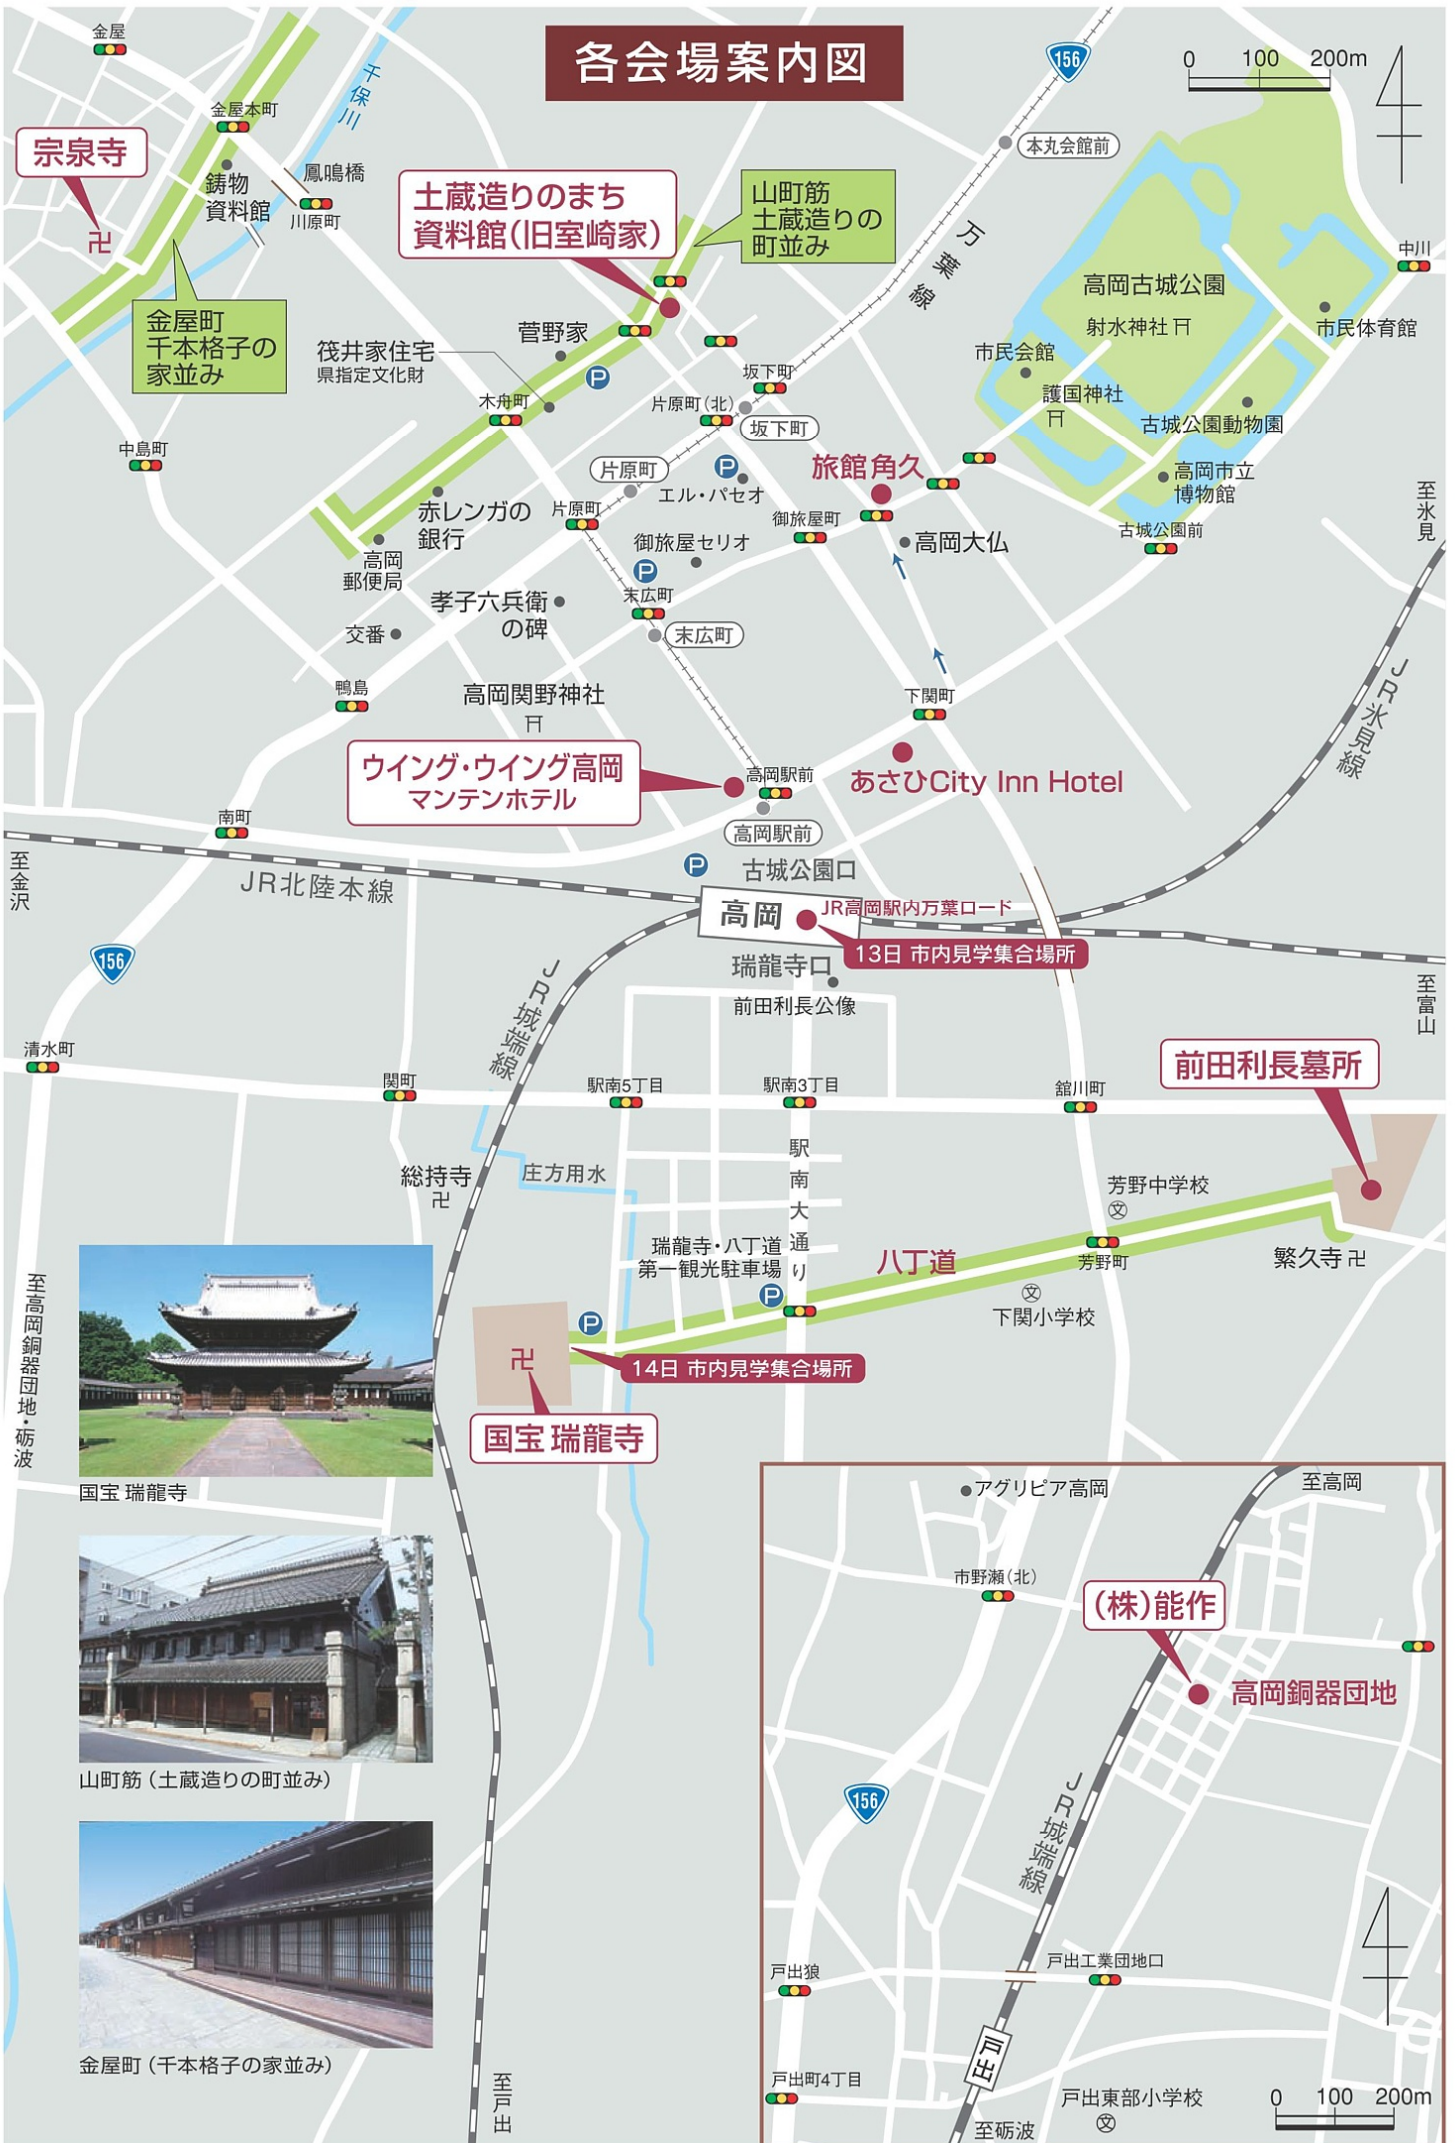 各会場案内図
金屋
千保川
金屋本町
宗泉寺
卍
鋳物
資料館
鳳鳴橋
川原町
金屋町
千本格子の
家並み
土蔵造りのまち
資料館(旧室崎家)
山町筋
土蔵造りの
町並み
156
0 100 200m
本丸会館前
万葉線
中川
高岡古城公園
射水神社
市民体育館
市民会館
護国神社
古城公園動物園
高岡市立
博物館
古城公園前
至氷見
菅野家
筏井家住宅
県指定文化財
P
木舟町
中島町
坂下町
片原町(北)
坂下町
片原町
P
エル・パセオ
旅館 角久
片原町
御旅屋町
赤レンガの
銀行
御旅屋セリオ
高岡大仏
高岡
郵便局
P
末広町
孝子六兵衛
の碑
末広町
交番
鴨島
高岡関野神社
下関町
JR氷見線
ウイング・ウイング高岡
マンテンホテル
高岡駅前
あさひCity Inn Hotel
南町
高岡駅前
P
古城公園口
至金沢
JR北陸本線
高岡
JR高岡駅内万葉ロード
13日 市内見学集合場所
156
瑞龍寺口
前田利長公像
至富山
JR城端線
清水町
関町
駅南5丁目
駅南3丁目
舘川町
前田利長墓所
総持寺
卍
庄方用水
駅南大通り
芳野中学校
文
瑞龍寺・八丁道
第一観光駐車場
P
八丁道
芳野町
繁久寺 卍
文
下関小学校
P
卍
14日 市内見学集合場所
国宝 瑞龍寺
至高岡銅器団地・砺波
国宝 瑞龍寺
山町筋(土蔵造りの町並み)
金屋町(千本格子の家並み)
至戸出
アグリピア高岡
至高岡
市野瀬(北)
(株)能作
高岡銅器団地
156
JR城端線
戸出狼
戸出工業団地口
戸出
戸出町4丁目
戸出東部小学校
文
至砺波
0 100 200m